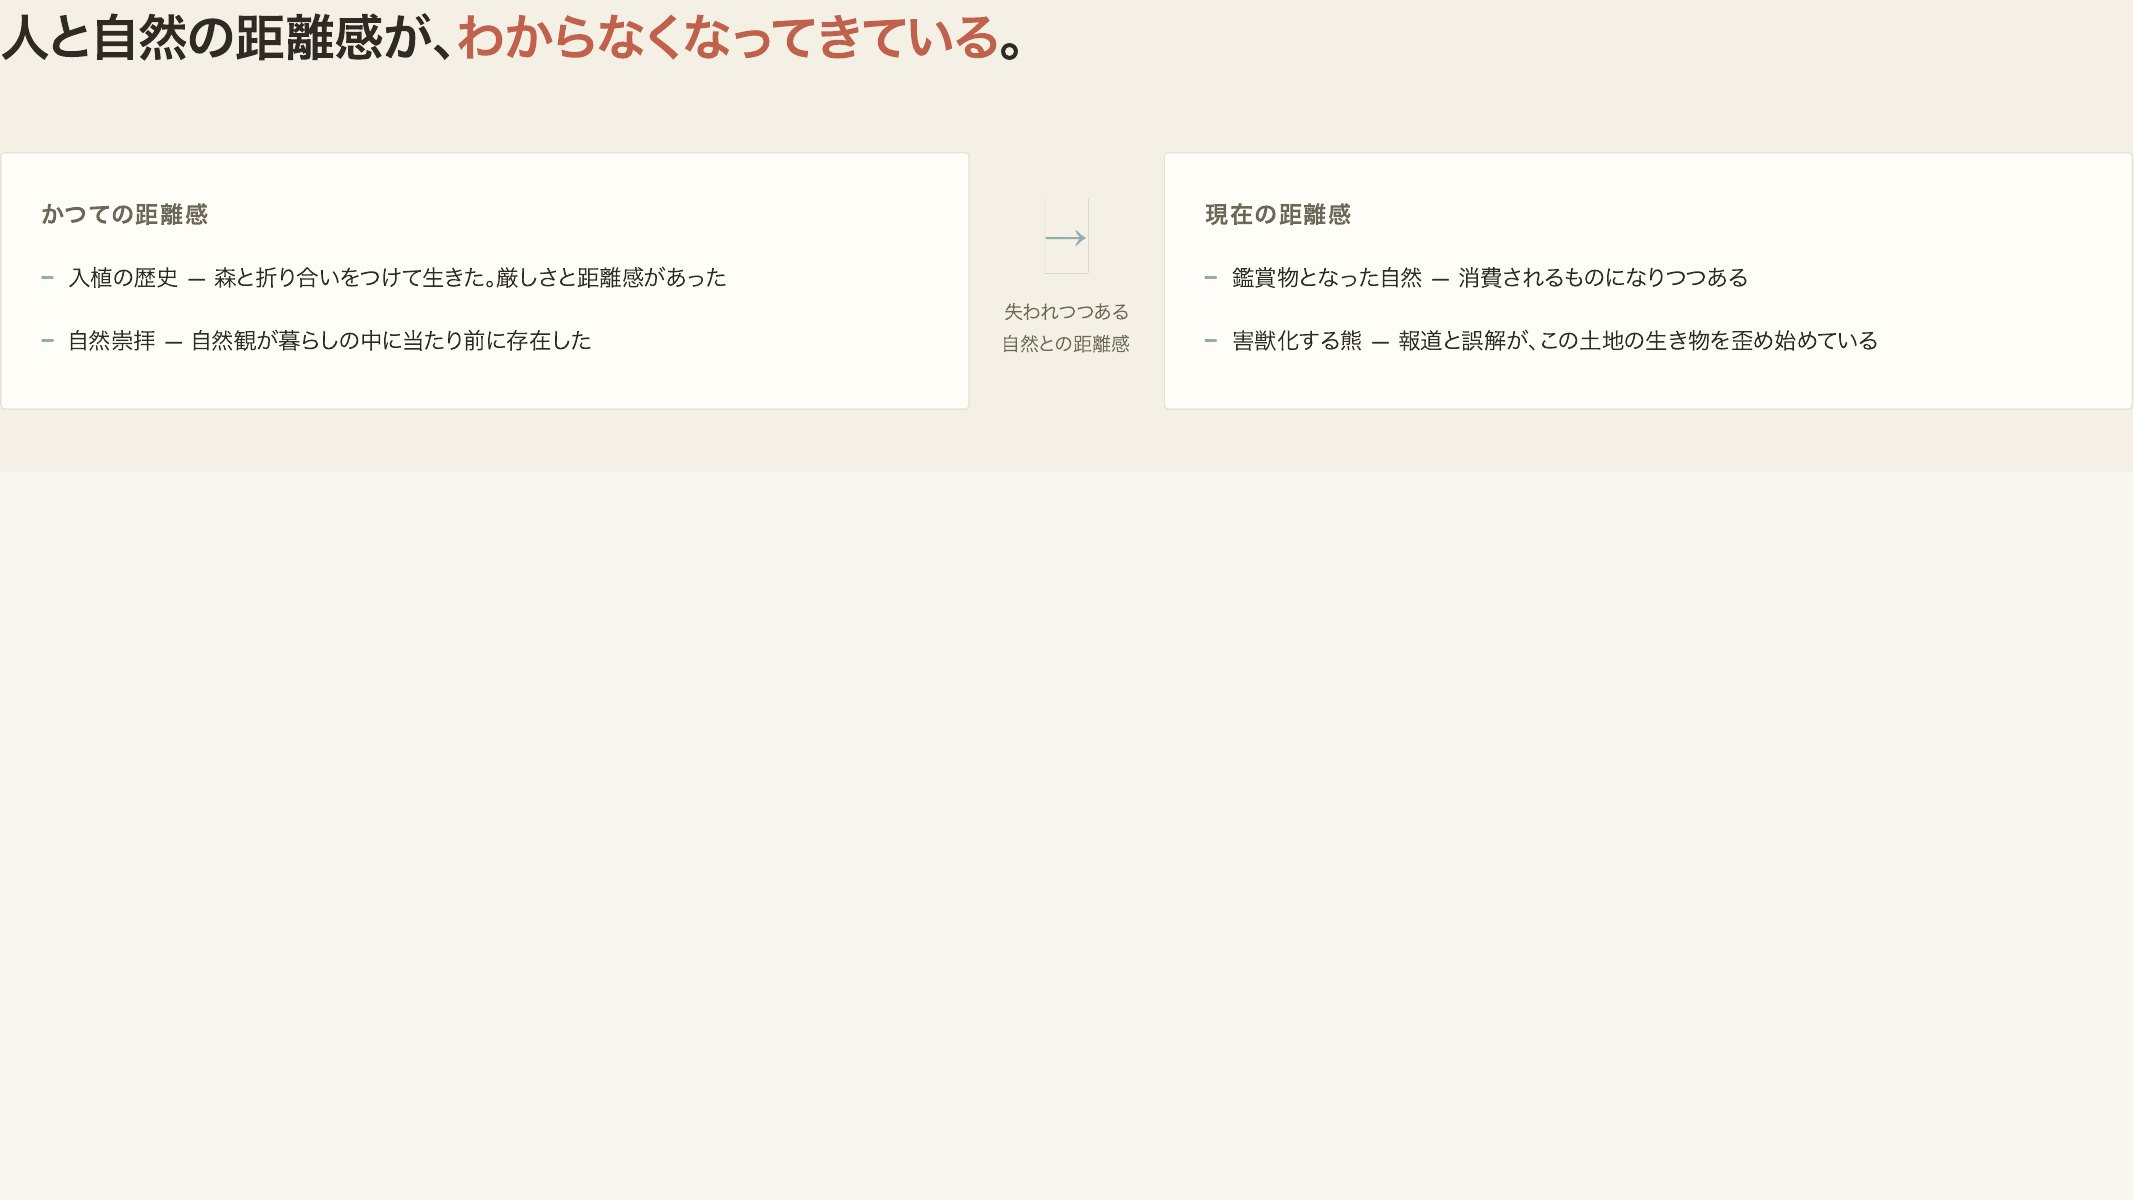 人と自然の距離感が、わからなくなってきている。
かつての距離感
– 入植の歴史 — 森と折り合いをつけて生きた。厳しさと距離感があった
– 自然崇拝 — 自然観が暮らしの中に当たり前に存在した
→
失われつつある
自然との距離感
現在の距離感
– 鑑賞物となった自然 — 消費されるものになりつつある
– 害獣化する熊 — 報道と誤解が、この土地の生き物を歪め始めている